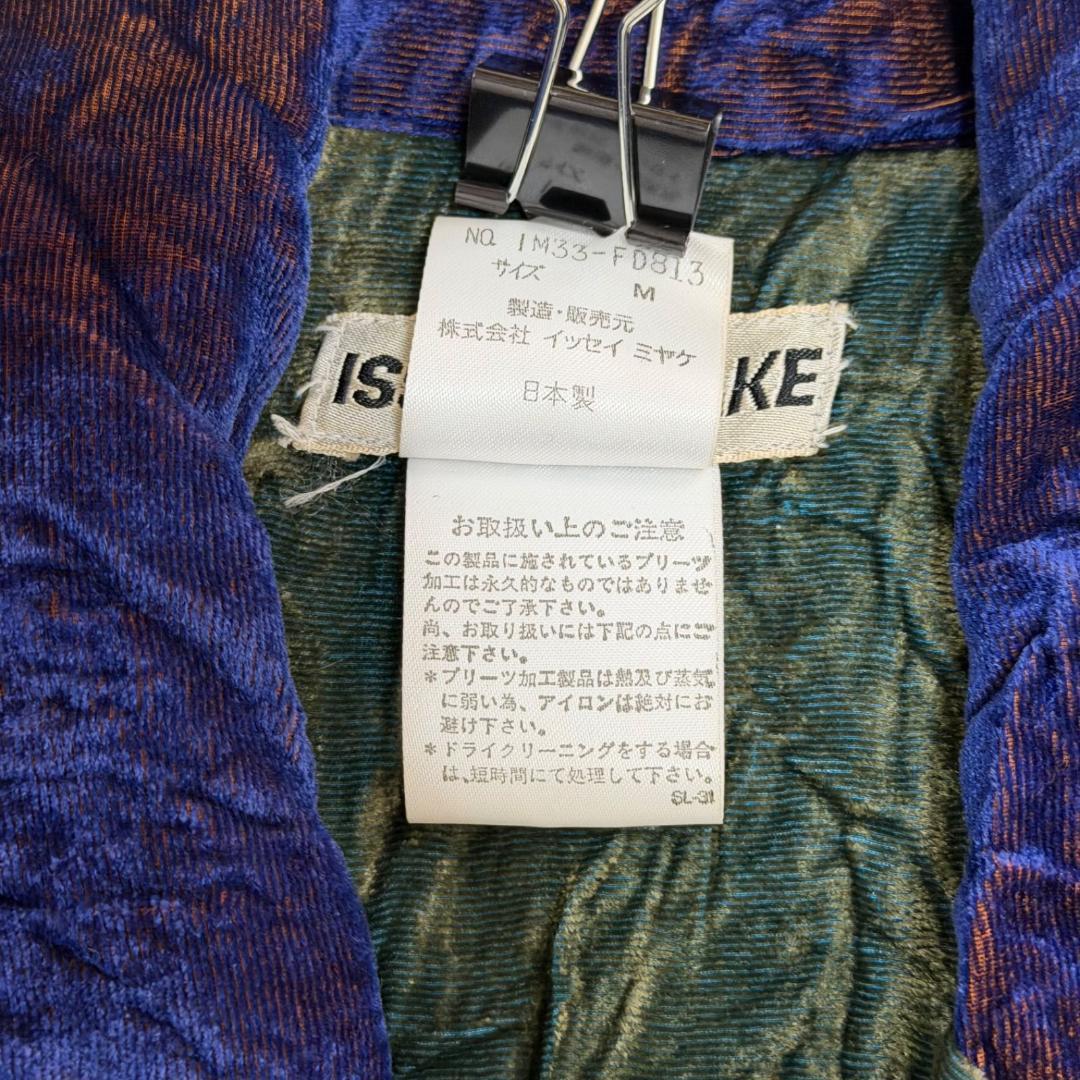 NO. IM33-FD813
サイズ
M
製造・販売元
株式会社 イッセイ ミヤケ
日本製
IS
KE
お取扱い上のご注意
この製品に施されているプリーツ
加工は永久的なものではありませ
んのでご了承下さい。
尚、お取り扱いには下記の点にご
注意下さい。
*プリーツ加工製品は熱及び蒸気
に弱い為、アイロンは絶対にお
避け下さい。
*ドライクリーニングをする場合
は、短時間にて処理して下さい。
SL-31